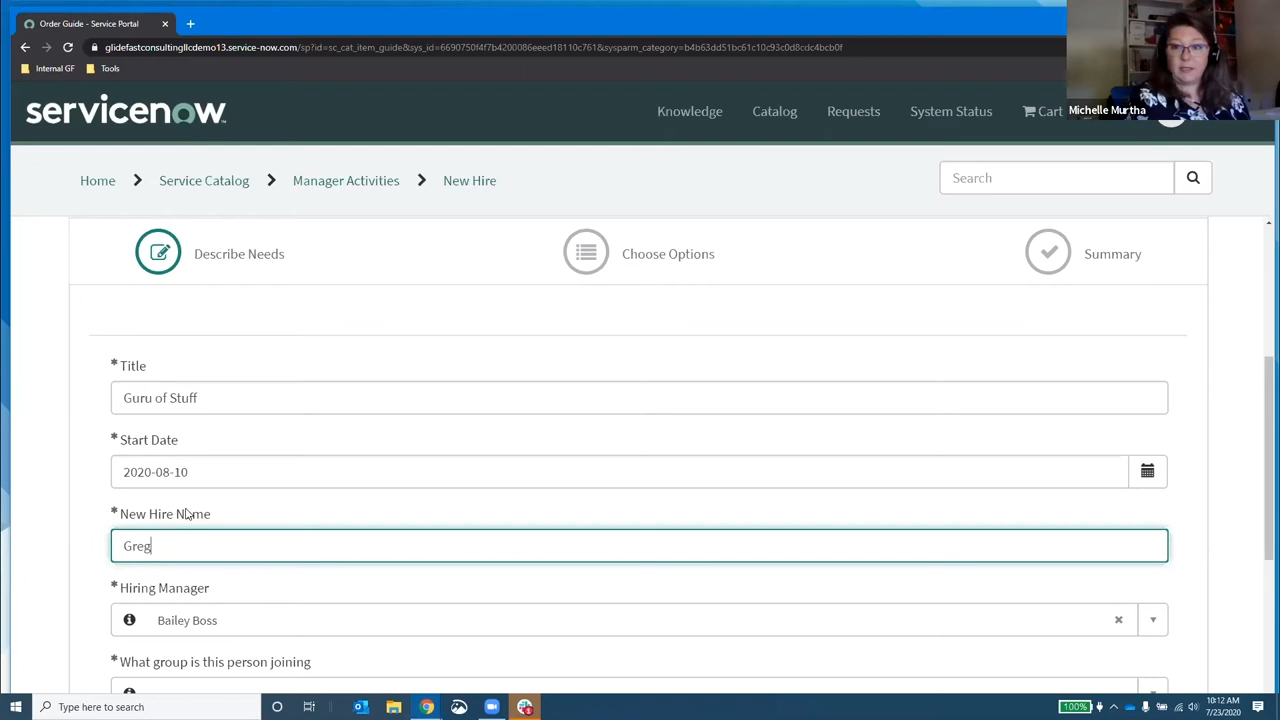 Order Guide - Service Portal
glidefastconsultingllcdemo13.service-now.com/sp?id=sc_cat_item_guide&sys_id=6690750f4f7b4200086eeed18110c761&sysparm_category=b4b63dd51bc61c10c93c0d8cdc4bcb0f
Internal GF Tools
servicenow
Knowledge Catalog Requests System Status Cart
Michelle Murtha
Home Service Catalog Manager Activities New Hire
Search
Describe Needs Choose Options Summary
* Title
Guru of Stuff
* Start Date
2020-08-10
* New Hire Name
Greg
* Hiring Manager
Bailey Boss
* What group is this person joining
Type here to search
100%
10:12 AM
7/23/2020